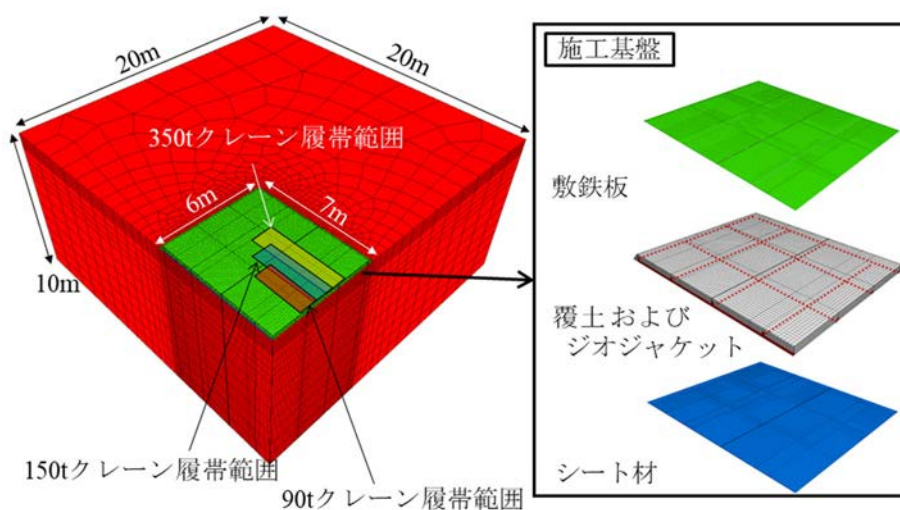 20m
20m
350tクレーン履帯範囲
6m
7m
10m
150tクレーン履帯範囲
90tクレーン履帯範囲
施工基盤
敷鉄板
覆土および
ジオジャケット
シート材